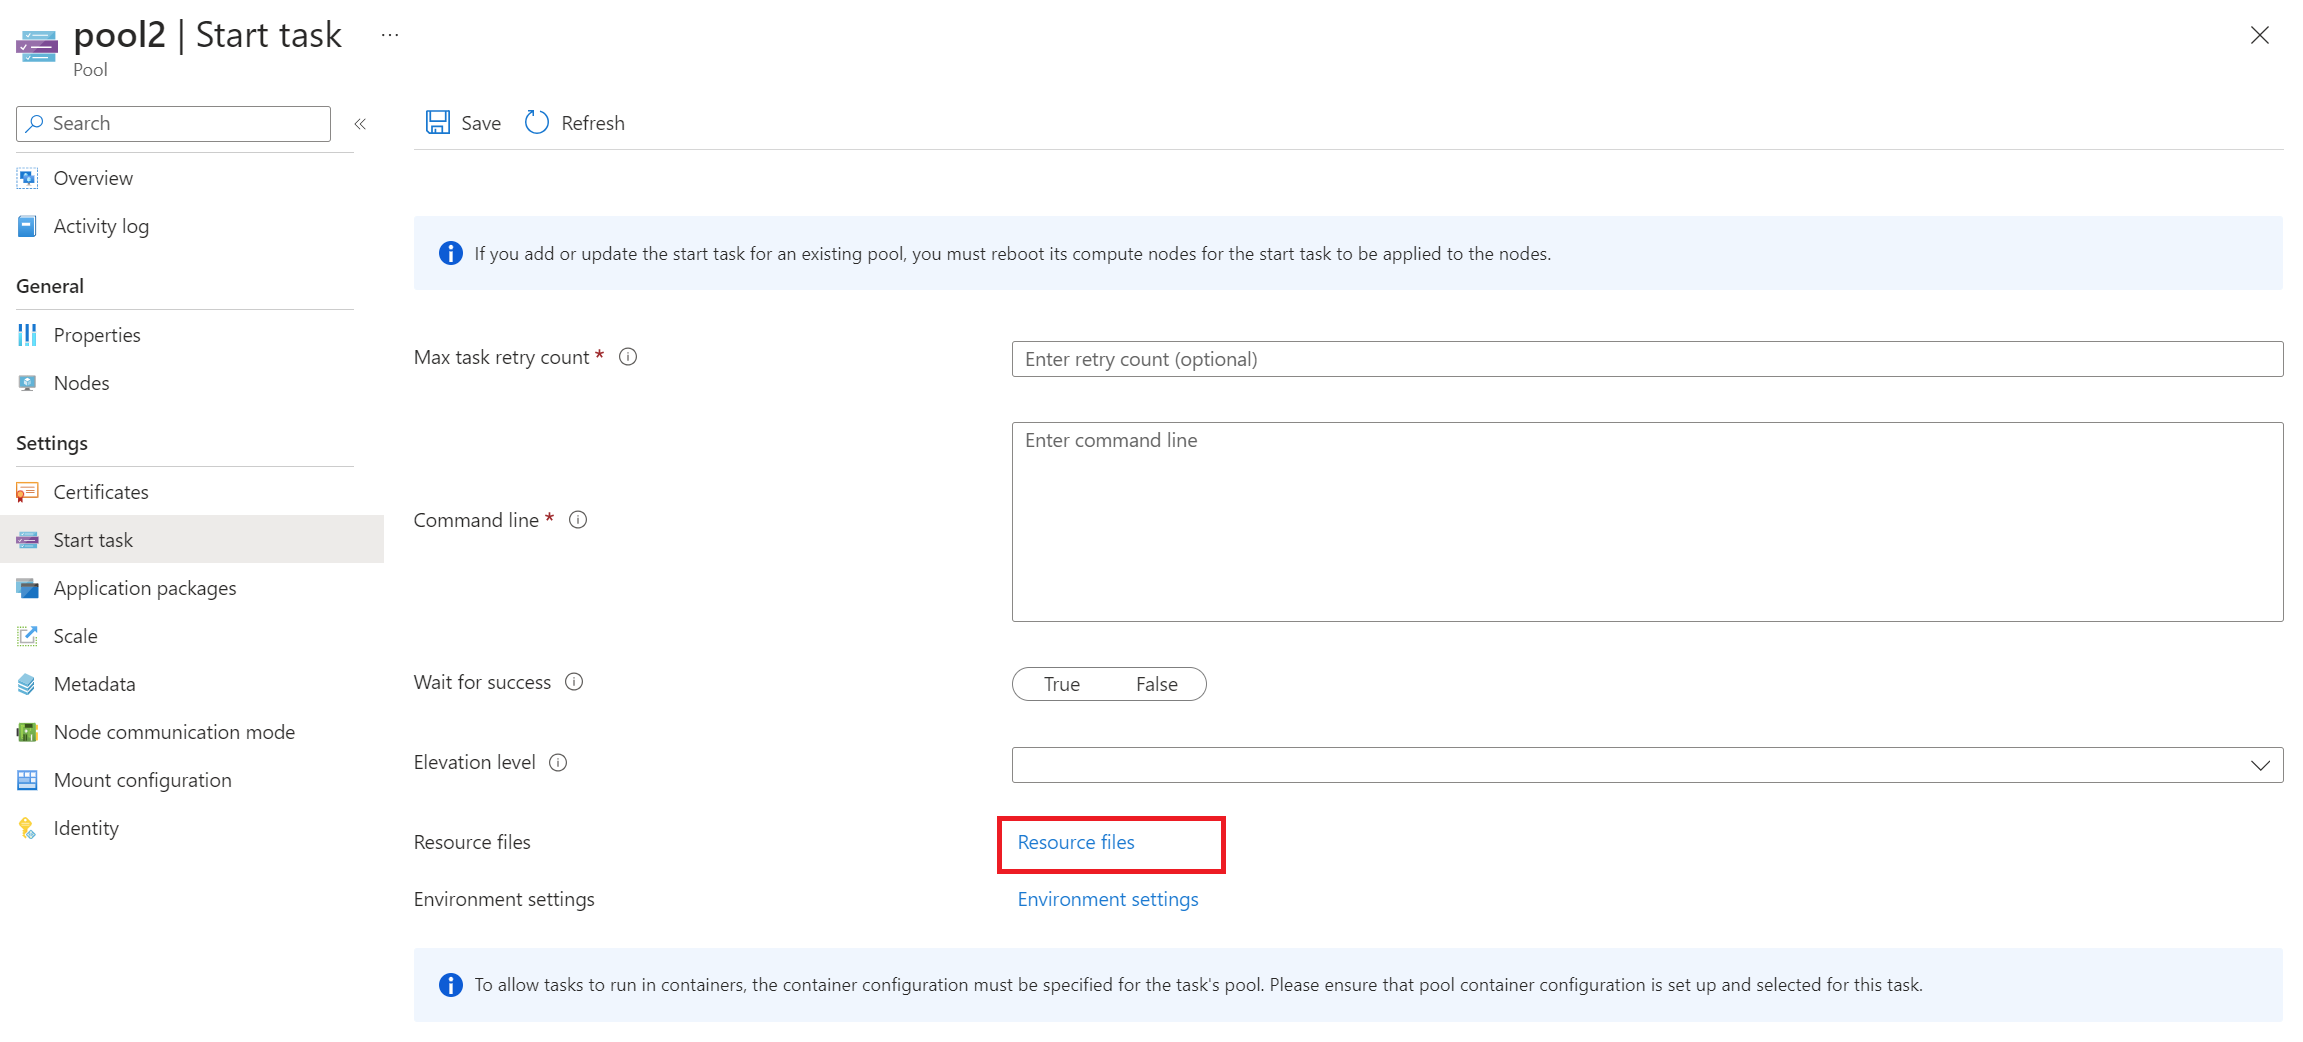 pool2 | Start task ...
Pool
Search
«
Save
Refresh
Overview
Activity log
General
Properties
Nodes
Settings
Certificates
Start task
Application packages
Scale
Metadata
Node communication mode
Mount configuration
Identity
If you add or update the start task for an existing pool, you must reboot its compute nodes for the start task to be applied to the nodes.
Max task retry count *
Enter retry count (optional)
Command line *
Enter command line
Wait for success
True False
Elevation level
Resource files
Resource files
Environment settings
Environment settings
To allow tasks to run in containers, the container configuration must be specified for the task's pool. Please ensure that pool container configuration is set up and selected for this task.